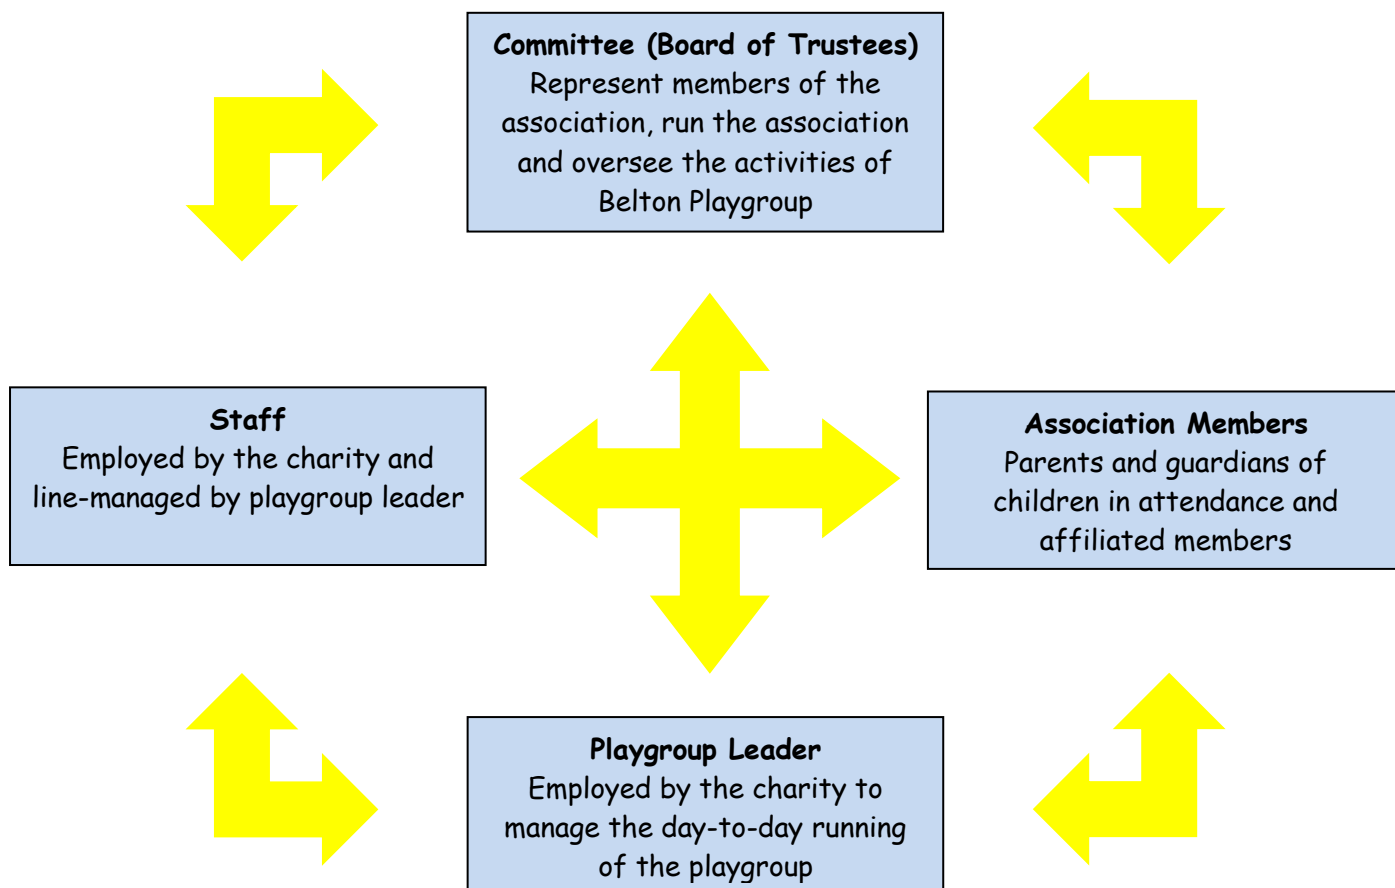 Committee (Board of Trustees)
Represent members of the
association, run the association
and oversee the activities of
Belton Playgroup
Staff
Employed by the charity and
line-managed by playgroup leader
Association Members
Parents and guardians of
children in attendance and
affiliated members
Playgroup Leader
Employed by the charity to
manage the day-to-day running
of the playgroup